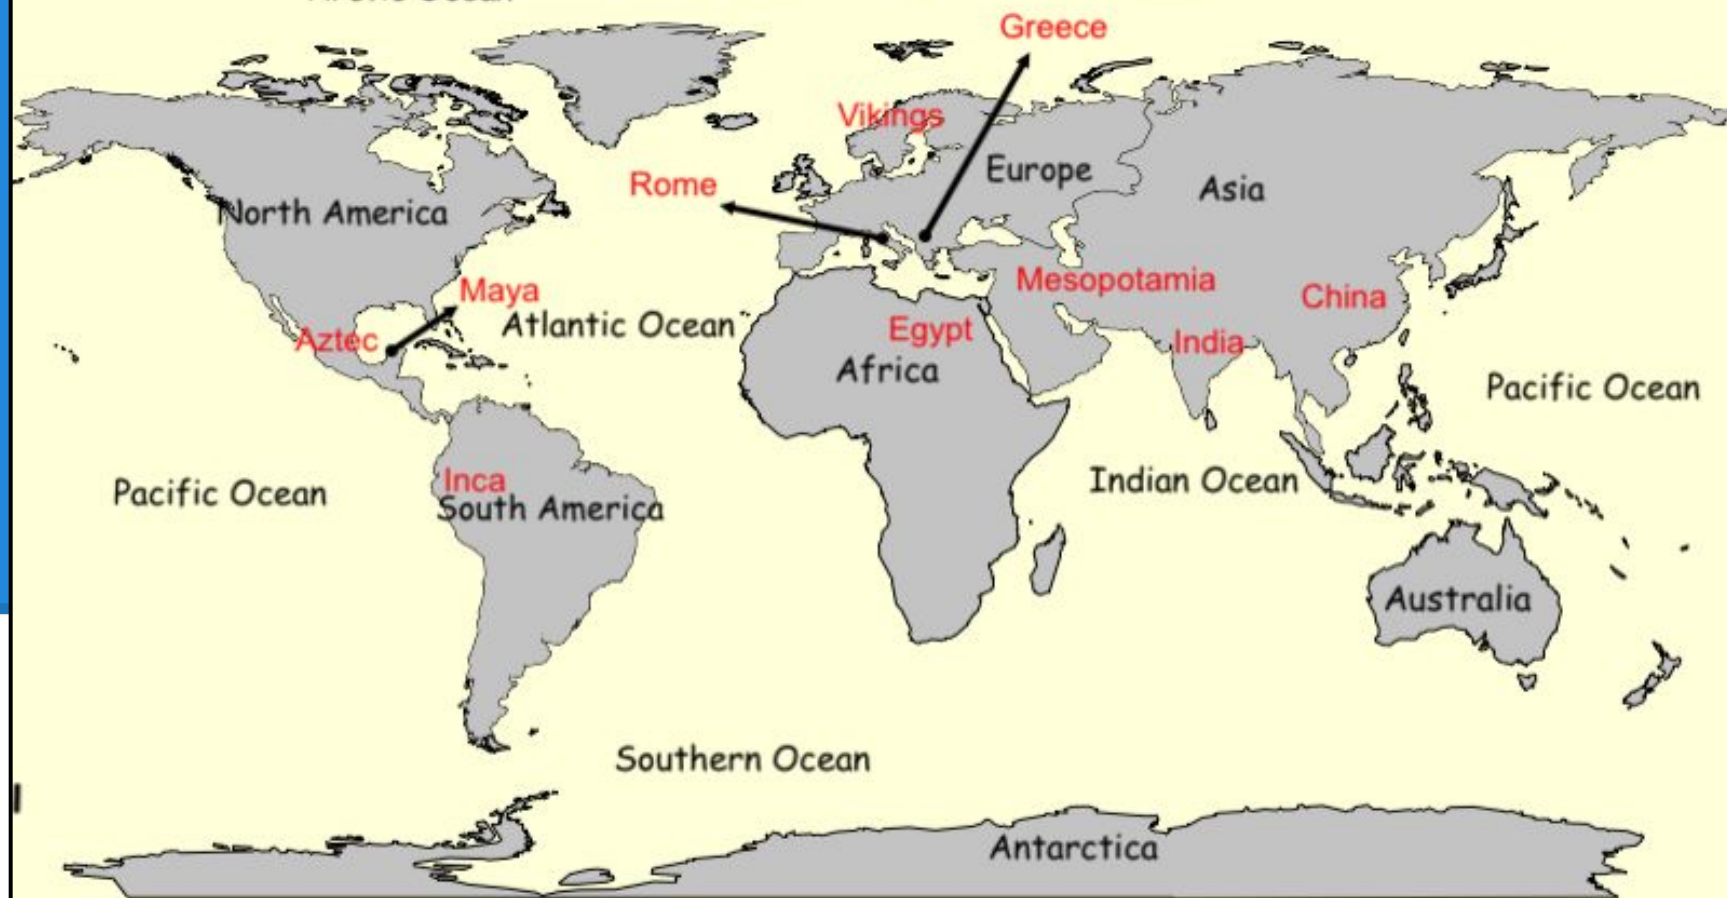 Greece
Vikings
Rome
Europe
Asia
North America
Maya
Mesopotamia
China
Aztec
Atlantic Ocean
Egypt
India
Africa
Pacific Ocean
Inca
South America
Pacific Ocean
Indian Ocean
Australia
Southern Ocean
Antarctica